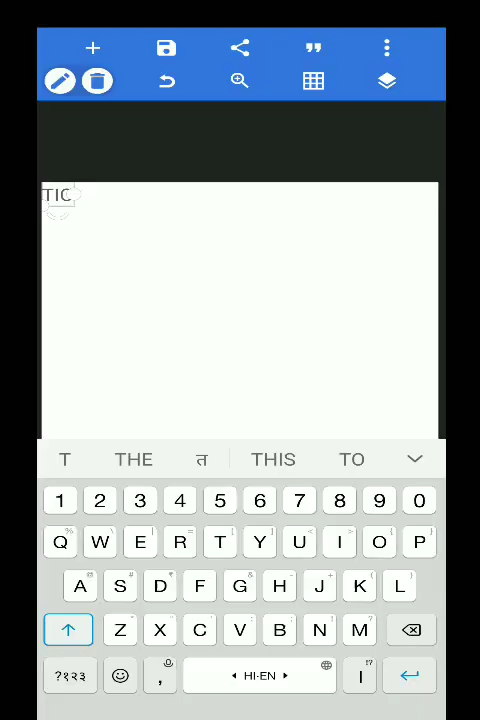 TIC
T THE त THIS TO
1 2 3 4 5 6 7 8 9 0
Q W E R T Y U I O P
A S D F G H J K L
Z X C V B N M
?१२३ , HI-EN ।